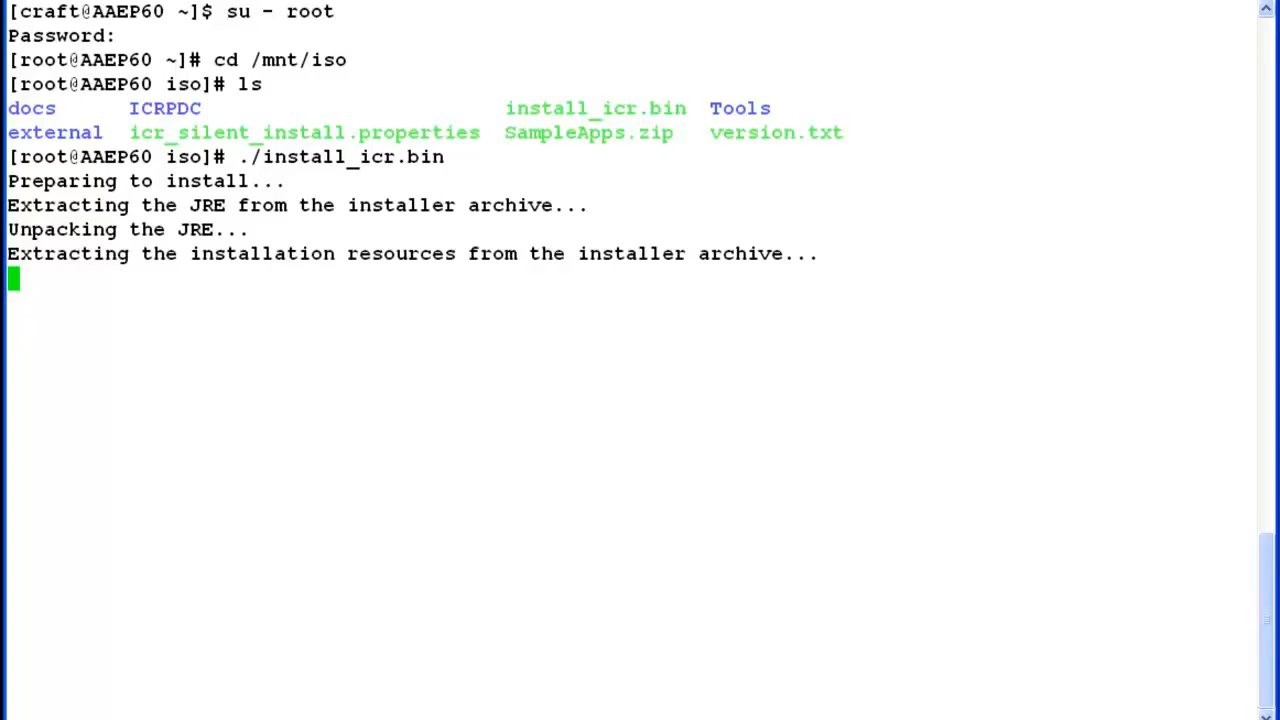 [craft@AAEP60 ~]$ su - root
Password:
[root@AAEP60 ~]# cd /mnt/iso
[root@AAEP60 iso]# ls
docs ICRPDC install_icr.bin Tools
external icr_silent_install.properties SampleApps.zip version.txt
[root@AAEP60 iso]# ./install_icr.bin
Preparing to install...
Extracting the JRE from the installer archive...
Unpacking the JRE...
Extracting the installation resources from the installer archive...